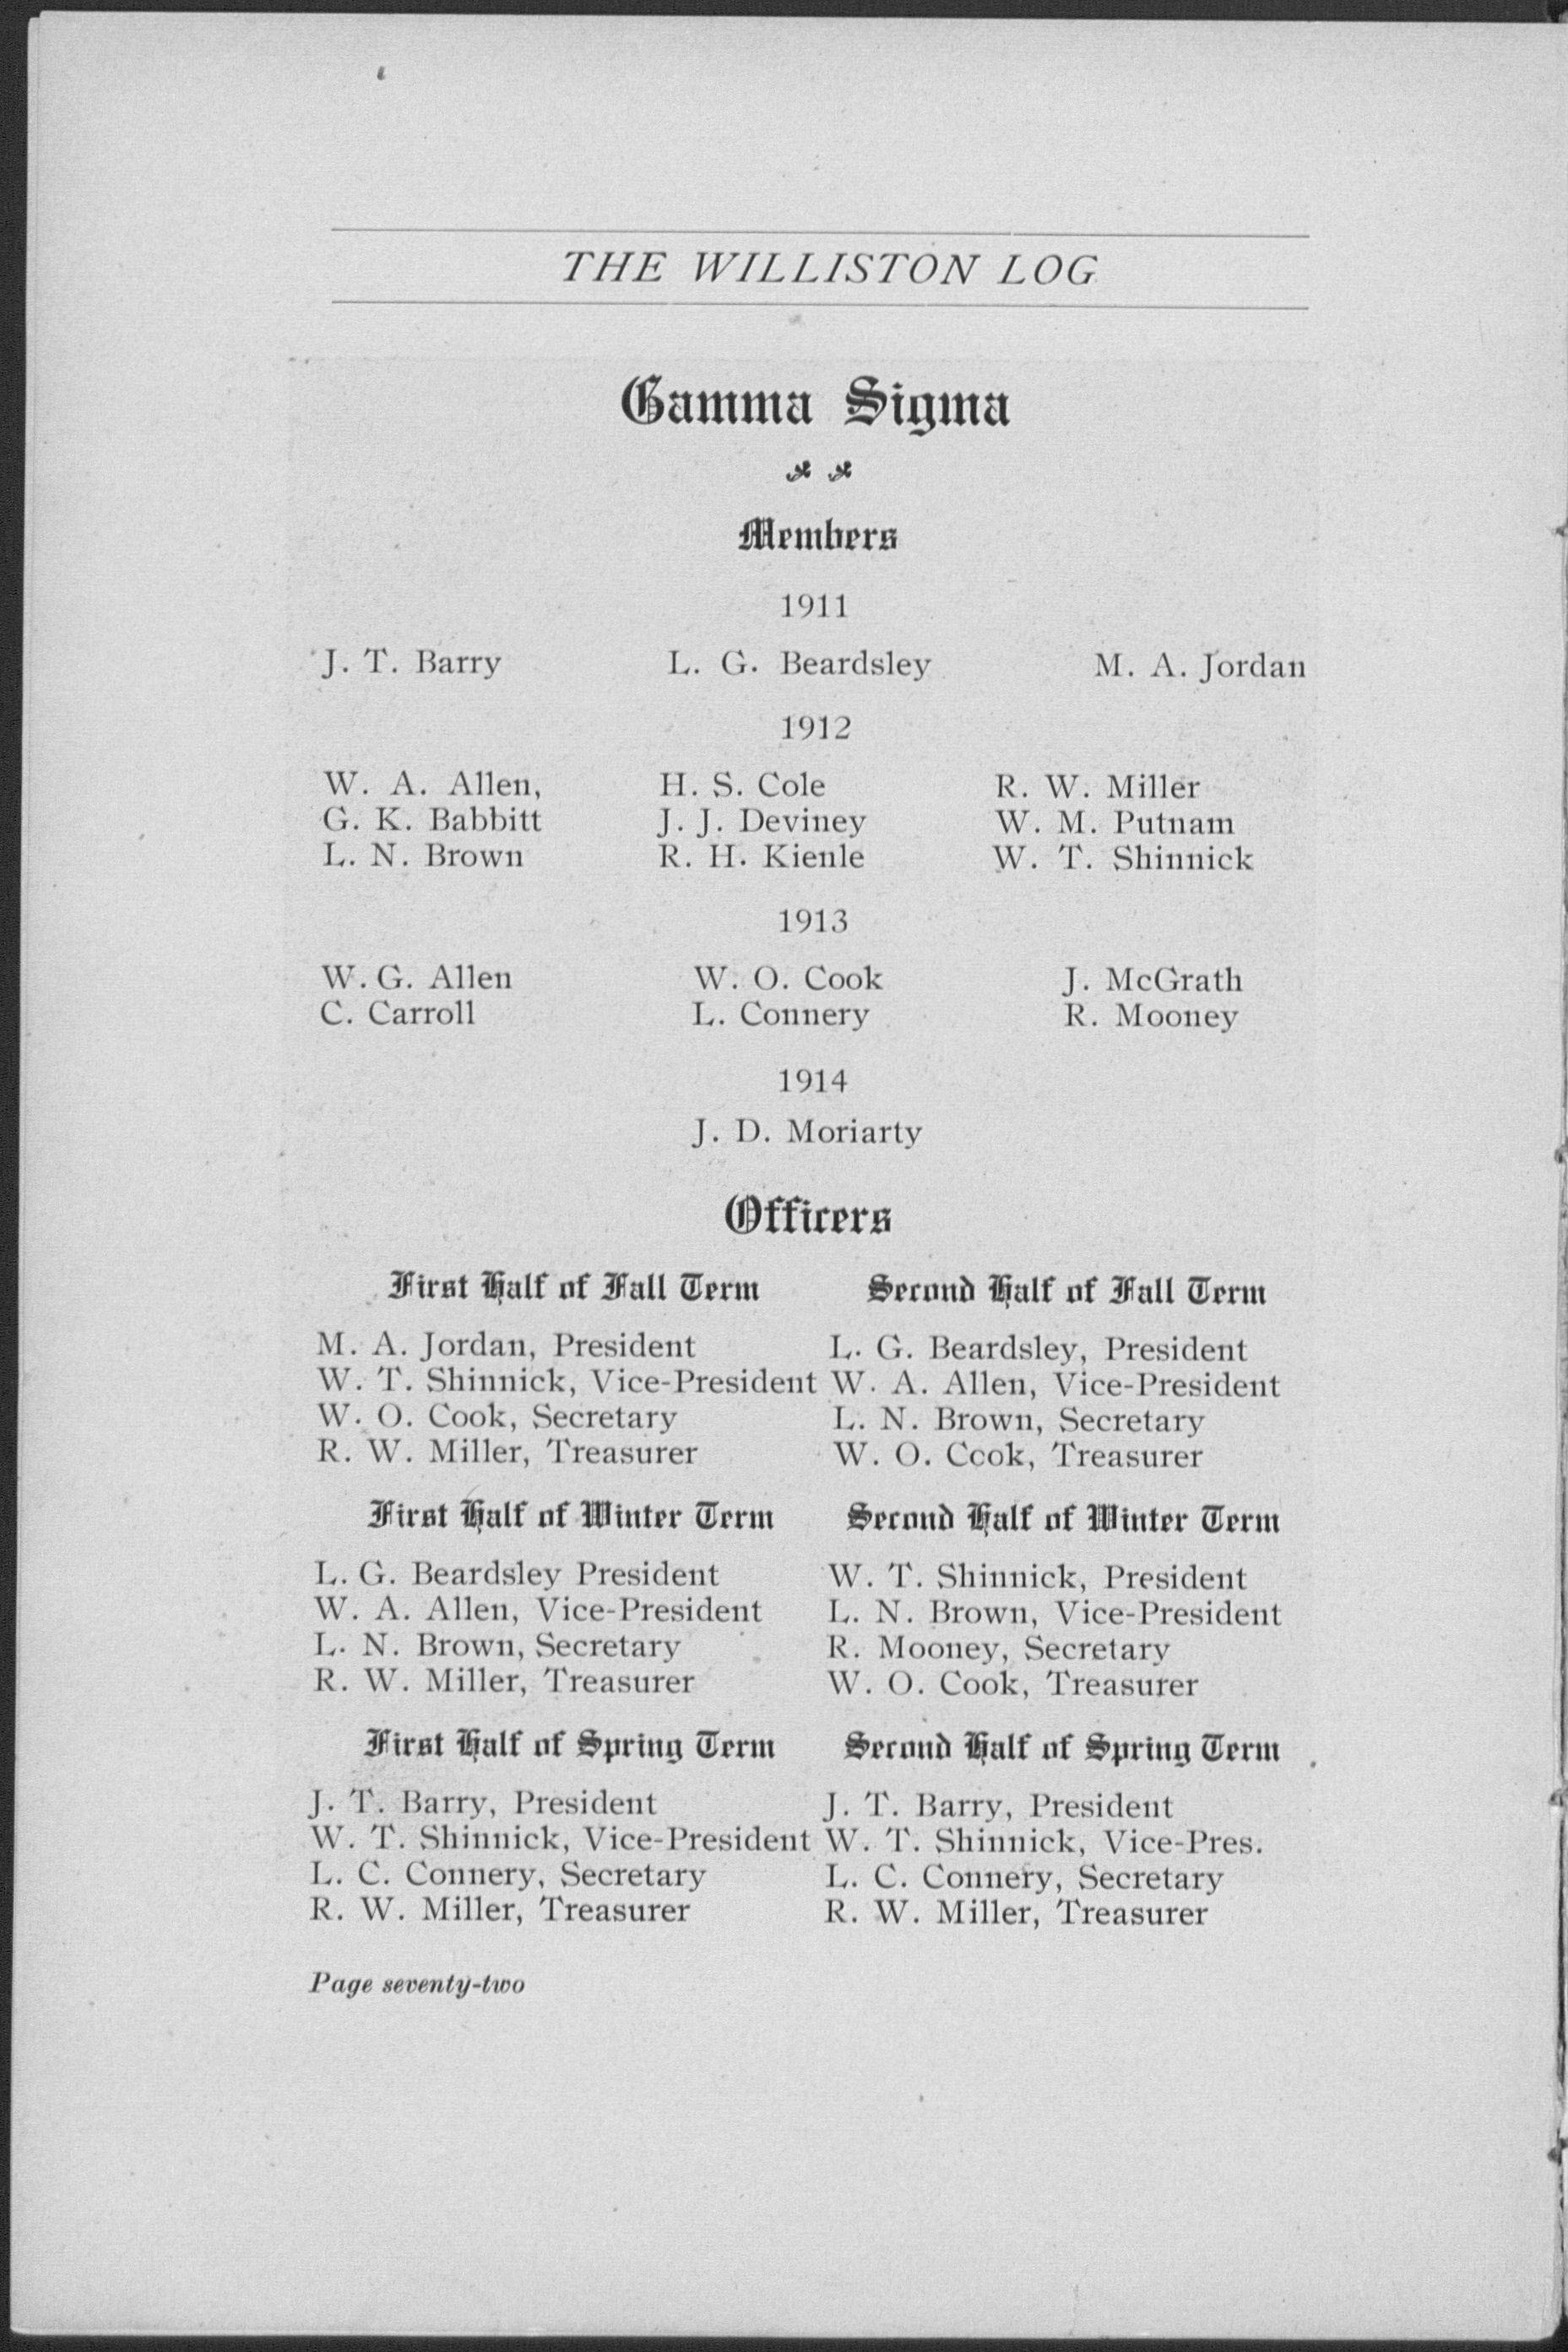 THE WILLISTON LOG
Gamma Sigma
Members
1911
J. T. Barry L. G. Beardsley M. A. Jordan
1912
W. A. Allen, H. S. Cole R. W. Miller
G. K. Babbitt J. J. Deviney W. M. Putnam
L. N. Brown R. H. Kienle W. T. Shinnick
1913
W. G. Allen W. O. Cook J. McGrath
C. Carroll L. Connery R. Mooney
1914
J. D. Moriarty
Officers
First Half of Fall Term Second Half of Fall Term
M. A. Jordan, President L. G. Beardsley, President
W. T. Shinnick, Vice-President W. A. Allen, Vice-President
W. O. Cook, Secretary L. N. Brown, Secretary
R. W. Miller, Treasurer W. O. Ccok, Treasurer
First Half of Winter Term Second Half of Winter Term
L. G. Beardsley President W. T. Shinnick, President
W. A. Allen, Vice-President L. N. Brown, Vice-President
L. N. Brown, Secretary R. Mooney, Secretary
R. W. Miller, Treasurer W. O. Cook, Treasurer
First Half of Spring Term Second Half of Spring Term
J. T. Barry, President J. T. Barry, President
W. T. Shinnick, Vice-President W. T. Shinnick, Vice-Pres.
L. C. Connery, Secretary L. C. Connery, Secretary
R. W. Miller, Treasurer R. W. Miller, Treasurer
Page seventy-two